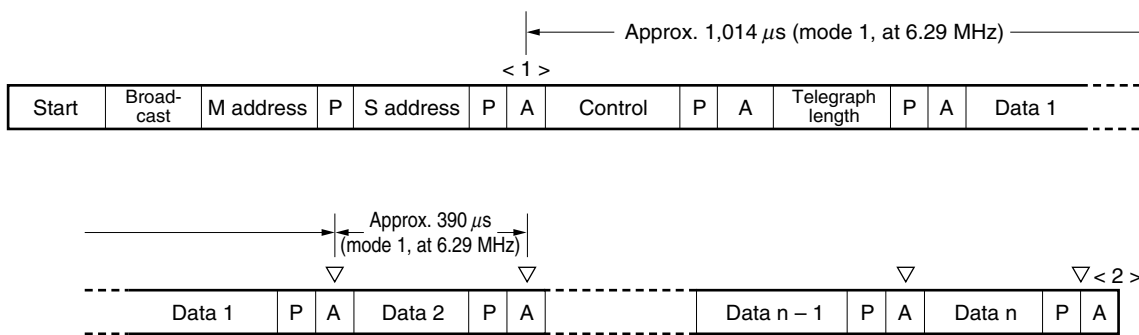 Approx. 1,014 μs (mode 1, at 6.29 MHz)
< 1 >
Start Broad- M address P S address P A Control P A Telegraph P A Data 1
cast length
Approx. 390 μs
(mode 1, at 6.29 MHz)
< 2 >
Data 1 P A Data 2 P A Data n – 1 P A Data n P A